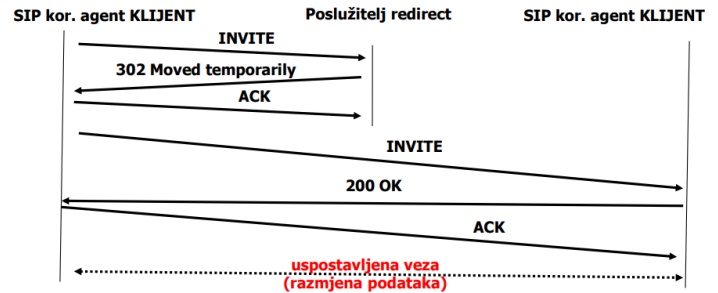 SIP kor. agent KLIJENT
Poslužitelj redirect
SIP kor. agent KLIJENT
INVITE
302 Moved temporarily
ACK
INVITE
200 OK
ACK
uspostavljena veza
(razmjena podataka)